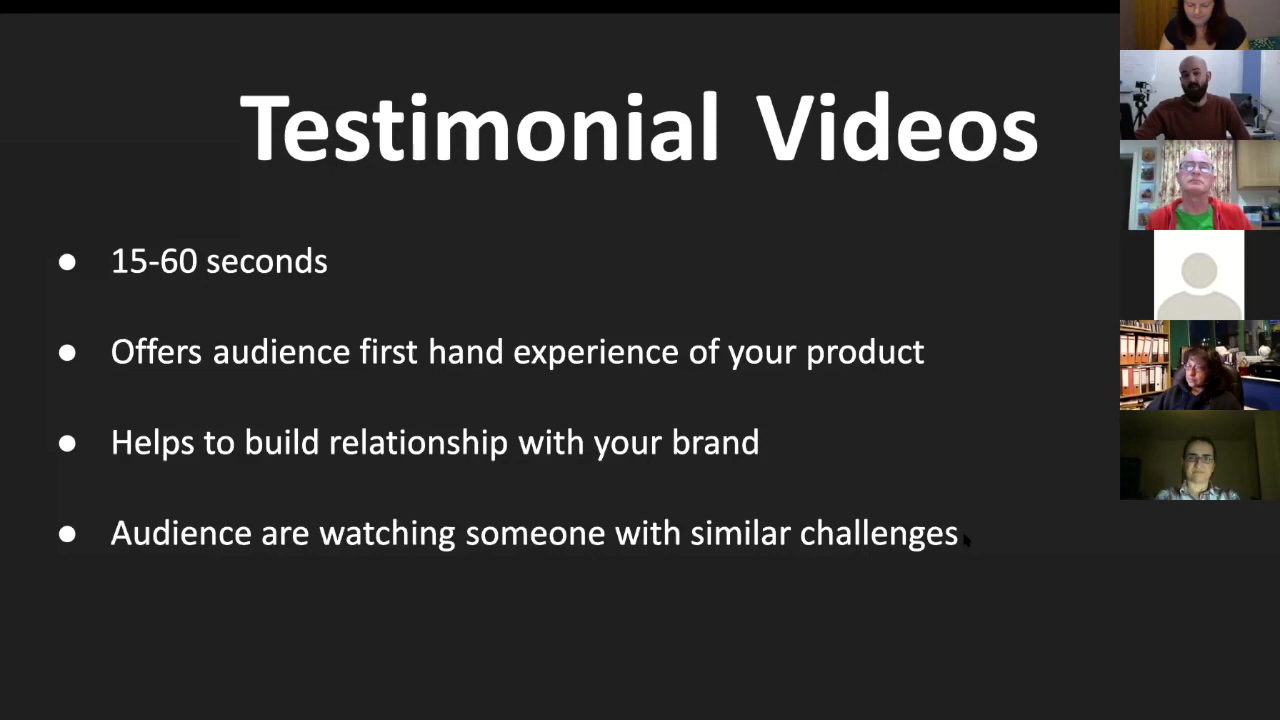 Testimonial Videos
● 15-60 seconds
● Offers audience first hand experience of your product
● Helps to build relationship with your brand
● Audience are watching someone with similar challenges